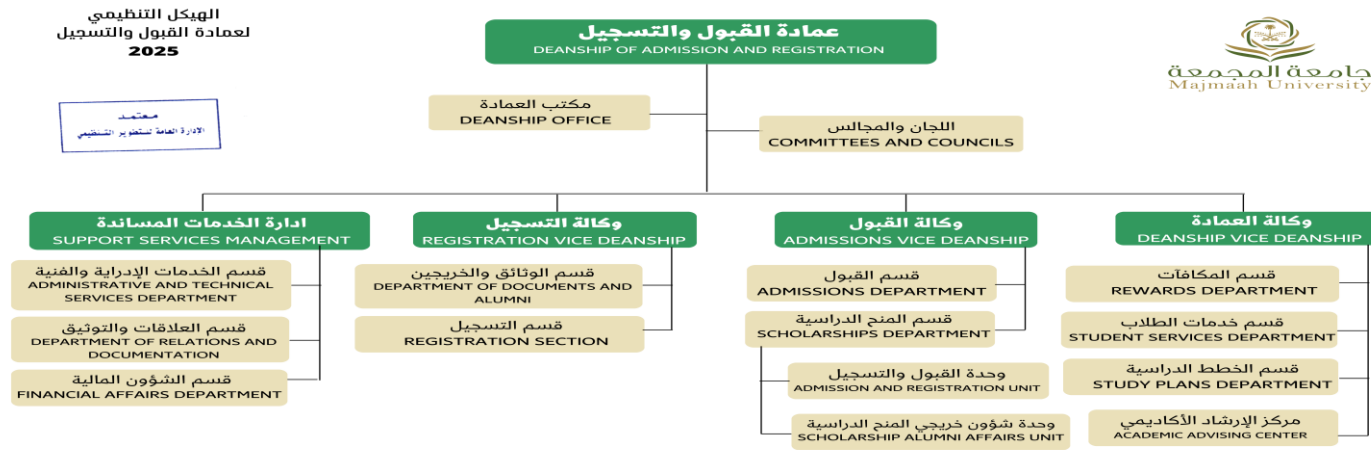 الهيكل التنظيمي
لعمادة القبول والتسجيل
2025
معتمد
الإدارة العامة للتطوير التنظيمي
جامعة المجمعة
Majmaah University
عمادة القبول والتسجيل
DEANSHIP OF ADMISSION AND REGISTRATION
مكتب العمادة
DEANSHIP OFFICE
اللجان والمجالس
COMMITTEES AND COUNCILS
وكالة العمادة
DEANSHIP VICE DEANSHIP
قسم المكافآت
REWARDS DEPARTMENT
قسم خدمات الطلاب
STUDENT SERVICES DEPARTMENT
قسم الخطط الدراسية
STUDY PLANS DEPARTMENT
مركز الإرشاد الأكاديمي
ACADEMIC ADVISING CENTER
وكالة القبول
ADMISSIONS VICE DEANSHIP
قسم القبول
ADMISSIONS DEPARTMENT
قسم المنح الدراسية
SCHOLARSHIPS DEPARTMENT
وحدة القبول والتسجيل
ADMISSION AND REGISTRATION UNIT
وحدة شؤون خريجي المنح الدراسية
SCHOLARSHIP ALUMNI AFFAIRS UNIT
وكالة التسجيل
REGISTRATION VICE DEANSHIP
قسم الوثائق والخريجين
DEPARTMENT OF DOCUMENTS AND
ALUMNI
قسم التسجيل
REGISTRATION SECTION
ادارة الخدمات المساندة
SUPPORT SERVICES MANAGEMENT
قسم الخدمات الإدراية والفنية
ADMINISTRATIVE AND TECHNICAL
SERVICES DEPARTMENT
قسم العلاقات والتوثيق
DEPARTMENT OF RELATIONS AND
DOCUMENTATION
قسم الشؤون المالية
FINANCIAL AFFAIRS DEPARTMENT